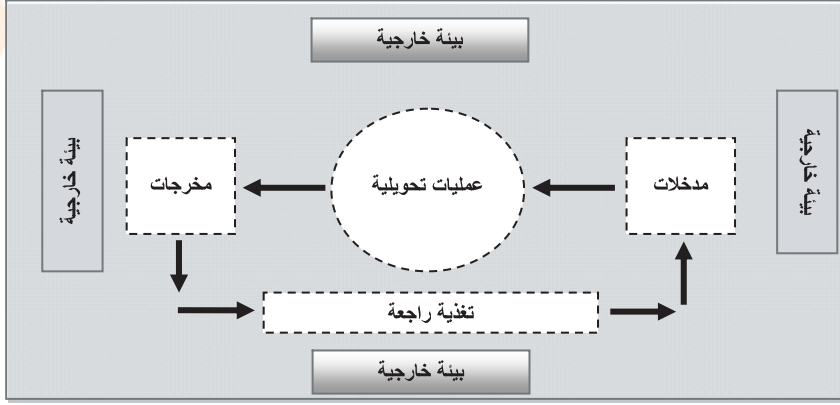 بيئة خارجية
بيئة خارجية
مدخلات
عمليات تحويلية
مخرجات
بيئة خارجية
تغذية راجعة
بيئة خارجية